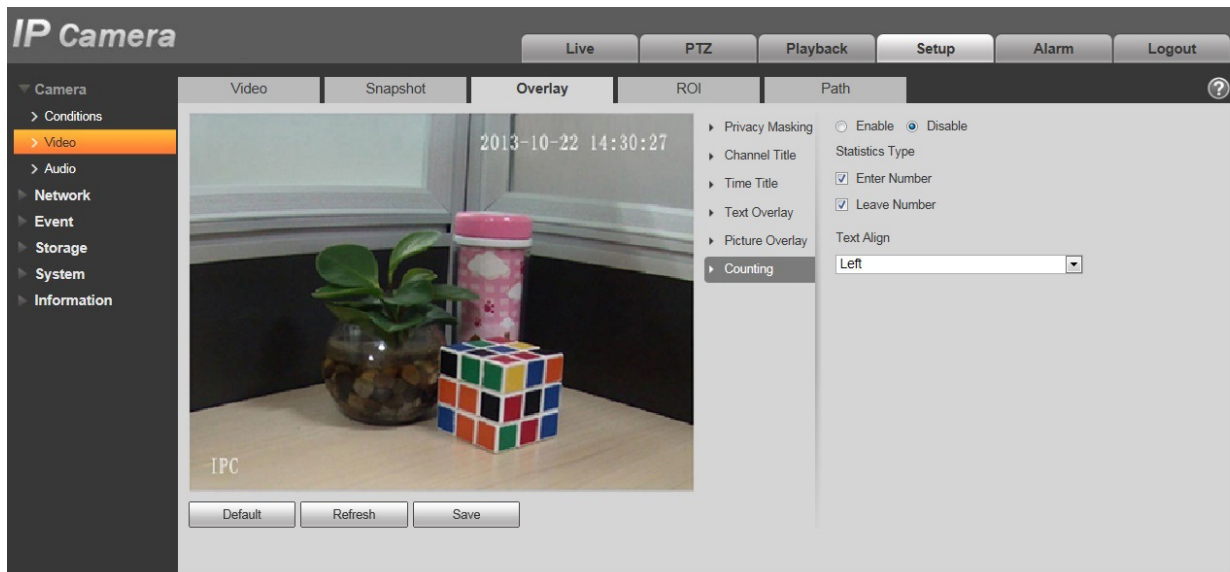 IP Camera
Live PTZ Playback Setup Alarm Logout
Camera
Conditions
Video
Audio
Network
Event
Storage
System
Information
Video Snapshot Overlay ROI Path ?
2013-10-22 14:30:27
IPC
Default Refresh Save
Privacy Masking
Channel Title
Time Title
Text Overlay
Picture Overlay
Counting
Enable Disable
Statistics Type
Enter Number
Leave Number
Text Align
Left